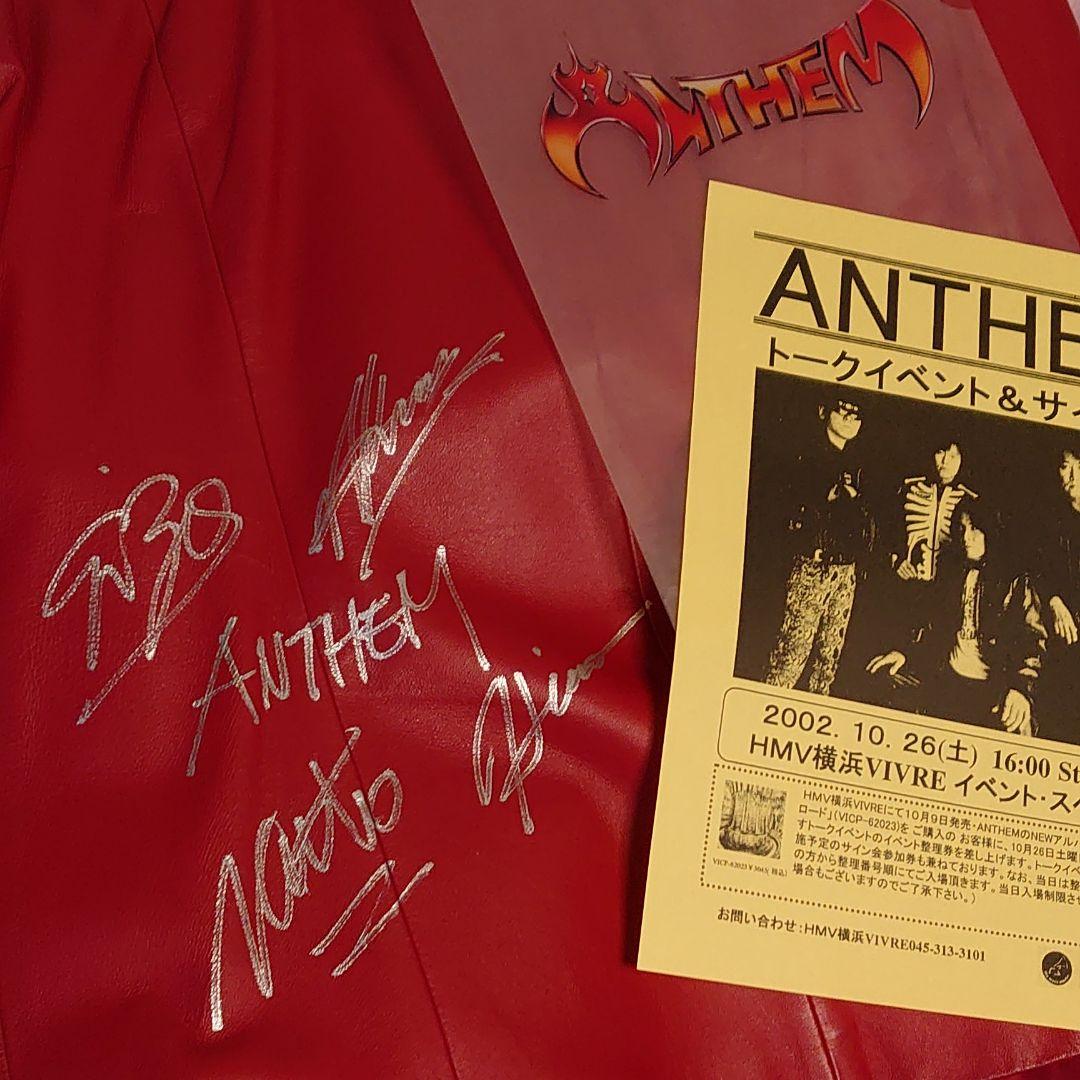 ANTHEM
ANTHE
トークイベント＆サイ
2002. 10. 26(土) 16:00 St
HMV横浜VIVRE イベント・スペ
HMV横浜VIVREにて10月9日発売・ANTHEMのNEWアルバ
ロード」(VICP-62023)を ご購入の お客様に、10月26日土曜
すトークイベントのイベント整理券を差し上げます。トークイベ
施予定のサイン会参加券も兼ねております。なお、当日は整
の方から整理番号順にてご入場頂きます。当日入場制限させ
場合もございますのでご了承下さい。)
VICP-62023￥3045(税込)
お問い合わせ：HMV横浜VIVRE045-313-3101
ANTHEM